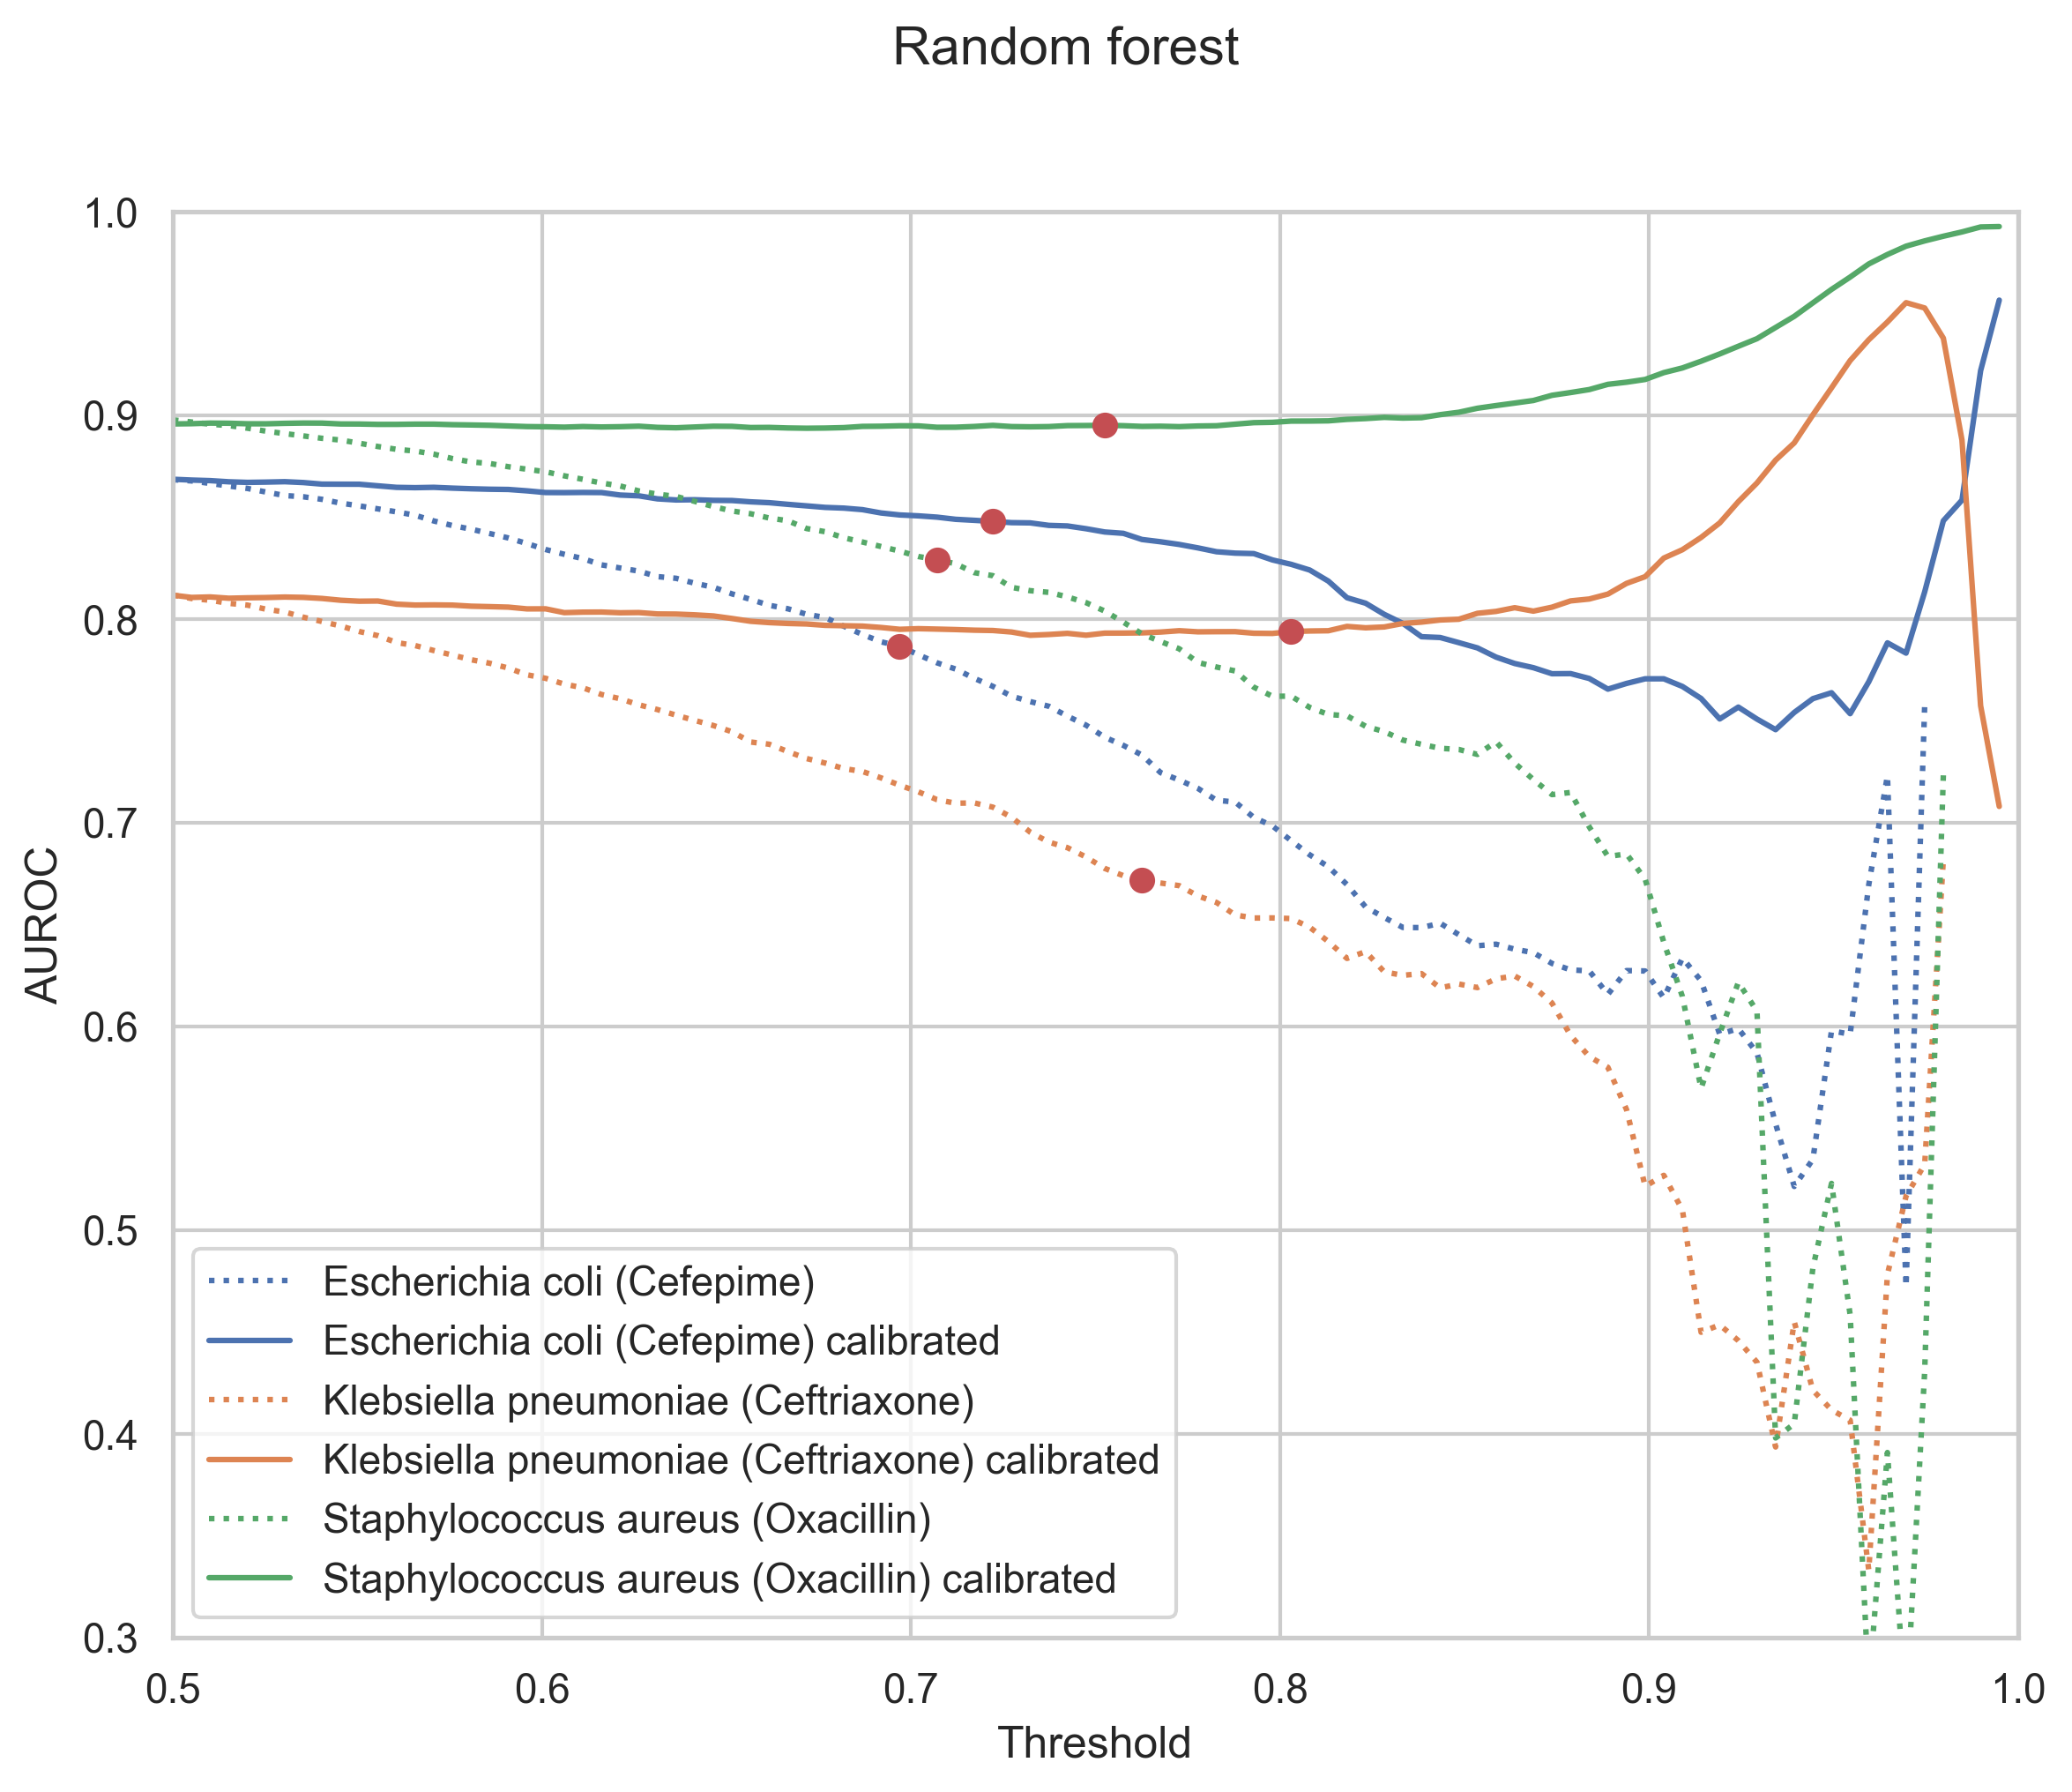 Random forest
1.0
0.9
0.8
0.7
0.6
0.5
0.4
0.3
AUROC
Escherichia coli (Cefepime)
Escherichia coli (Cefepime) calibrated
Klebsiella pneumoniae (Ceftriaxone)
Klebsiella pneumoniae (Ceftriaxone) calibrated
Staphylococcus aureus (Oxacillin)
Staphylococcus aureus (Oxacillin) calibrated
0.5 0.6 0.7 0.8 0.9 1.0
Threshold